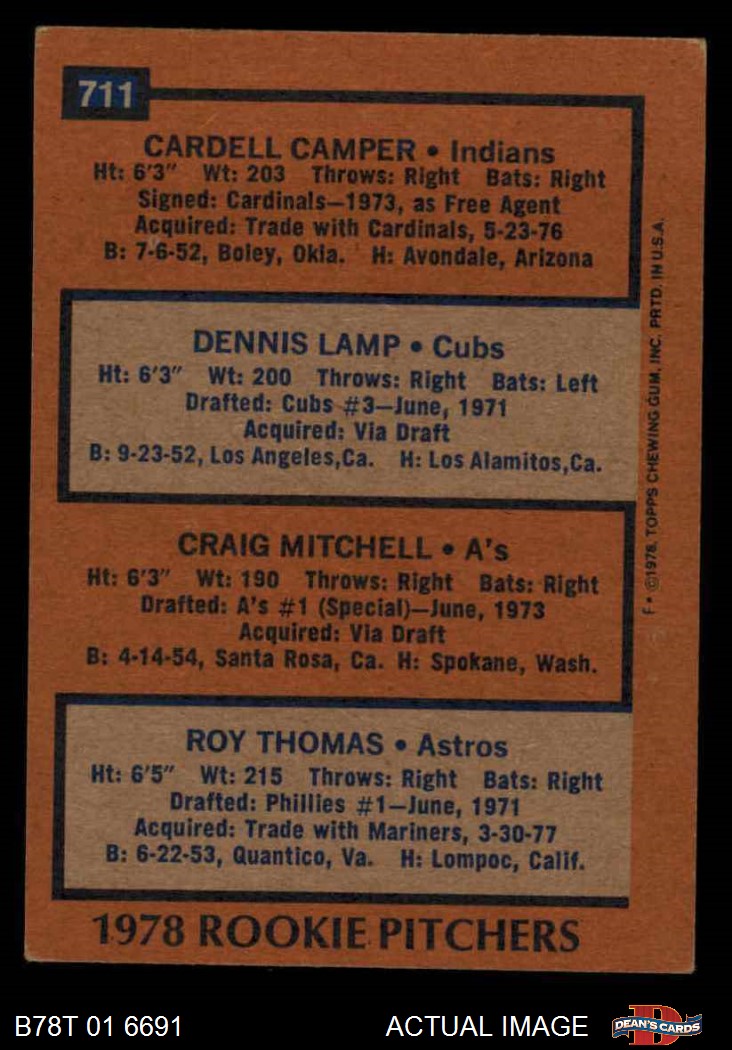 711
CARDELL CAMPER • Indians
Ht: 6'3" Wt: 203 Throws: Right Bats: Right
Signed: Cardinals—1973, as Free Agent
Acquired: Trade with Cardinals, 5-23-76
B: 7-6-52, Boley, Okla. H: Avondale, Arizona
DENNIS LAMP • Cubs
Ht: 6'3" Wt: 200 Throws: Right Bats: Left
Drafted: Cubs #3—June, 1971
Acquired: Via Draft
B: 9-23-52, Los Angeles,Ca. H: Los Alamitos,Ca.
CRAIG MITCHELL • A's
Ht: 6'3" Wt: 190 Throws: Right Bats: Right
Drafted: A's #1 (Special)—June, 1973
Acquired: Via Draft
B: 4-14-54, Santa Rosa, Ca. H: Spokane, Wash.
ROY THOMAS • Astros
Ht: 6'5" Wt: 215 Throws: Right Bats: Right
Drafted: Phillies #1—June, 1971
Acquired: Trade with Mariners, 3-30-77
B: 6-22-53, Quantico, Va. H: Lompoc, Calif.
1978 ROOKIE PITCHERS
F• ©1978, TOPPS CHEWING GUM, INC. PRTD. IN U.S.A.
B78T 01 6691 ACTUAL IMAGE
D DEAN'S CARDS